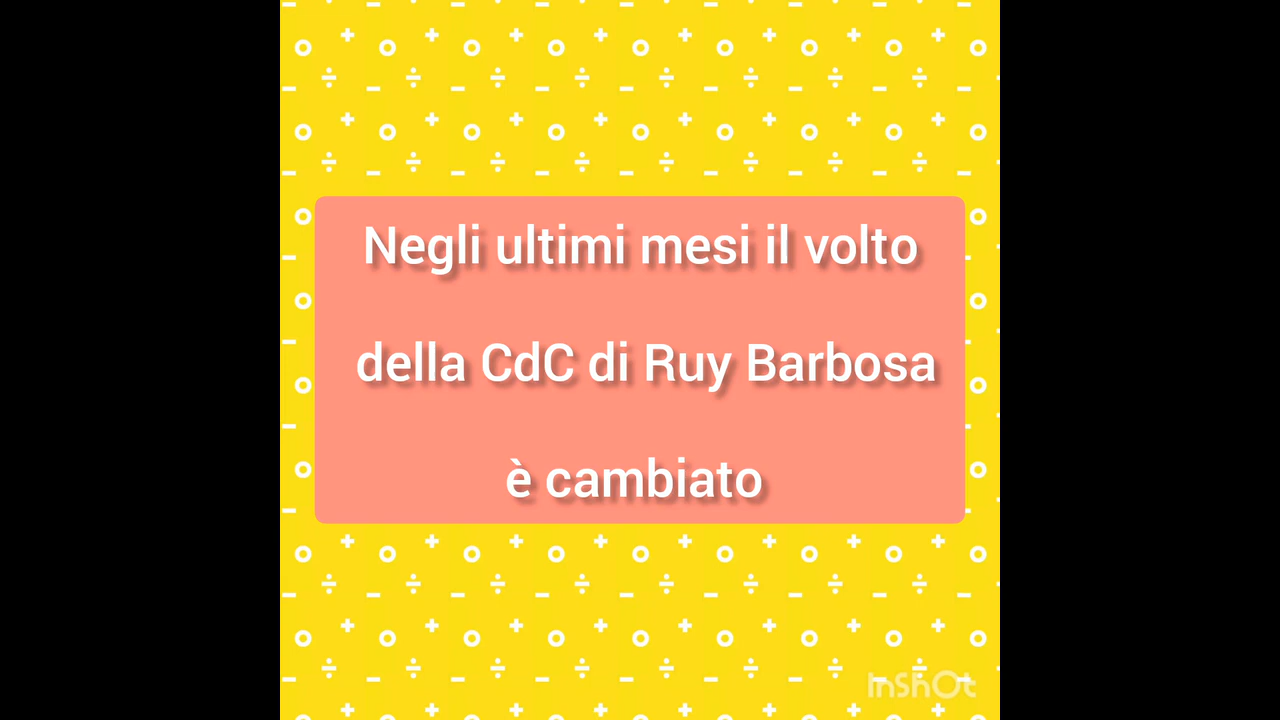 Negli ultimi mesi il volto
della CdC di Ruy Barbosa
è cambiato
InshOt